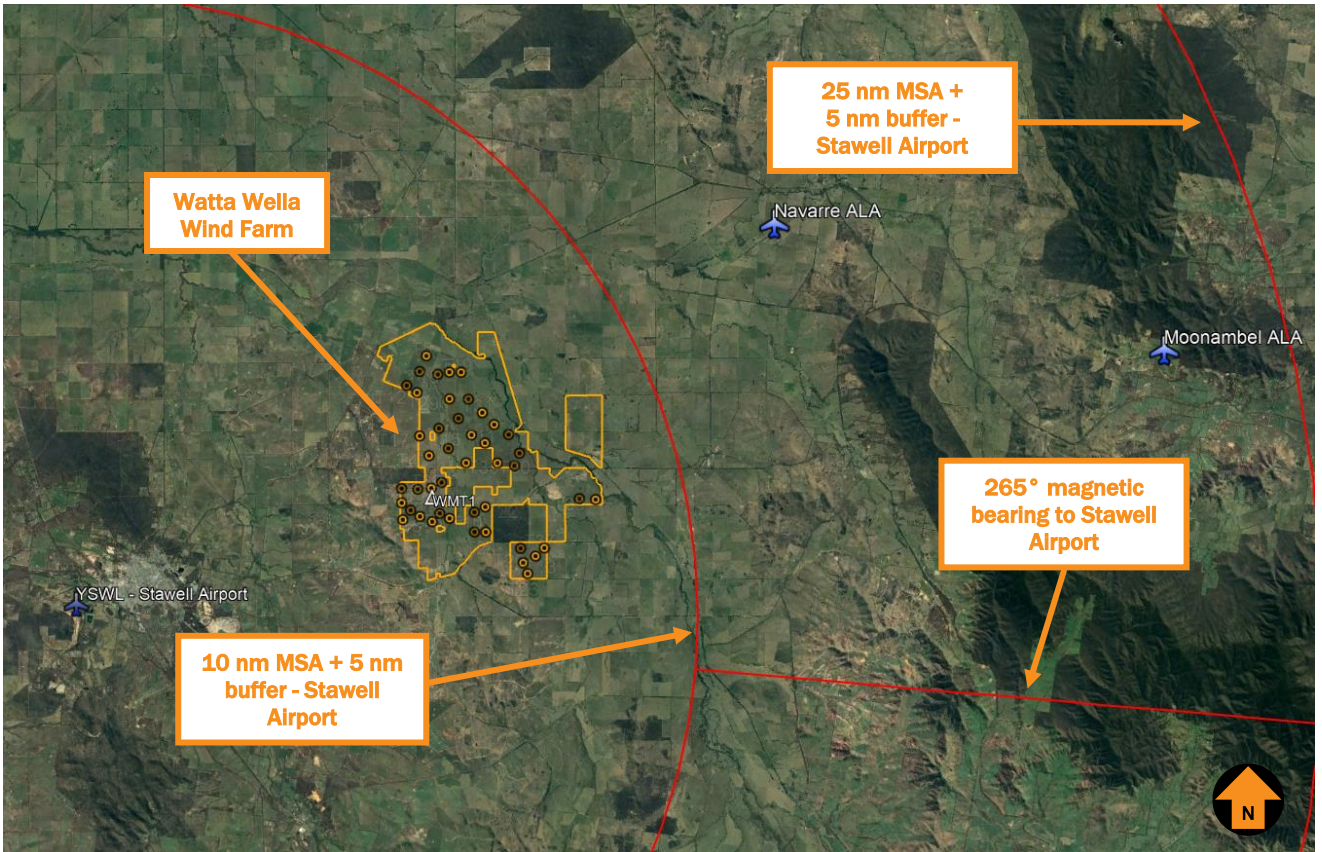 25 nm MSA +
5 nm buffer -
Stawell Airport
Watta Wella
Wind Farm
Navarre ALA
Moonambel ALA
265° magnetic
bearing to Stawell
Airport
WMT1
YSWL - Stawell Airport
10 nm MSA + 5 nm
buffer - Stawell
Airport
N